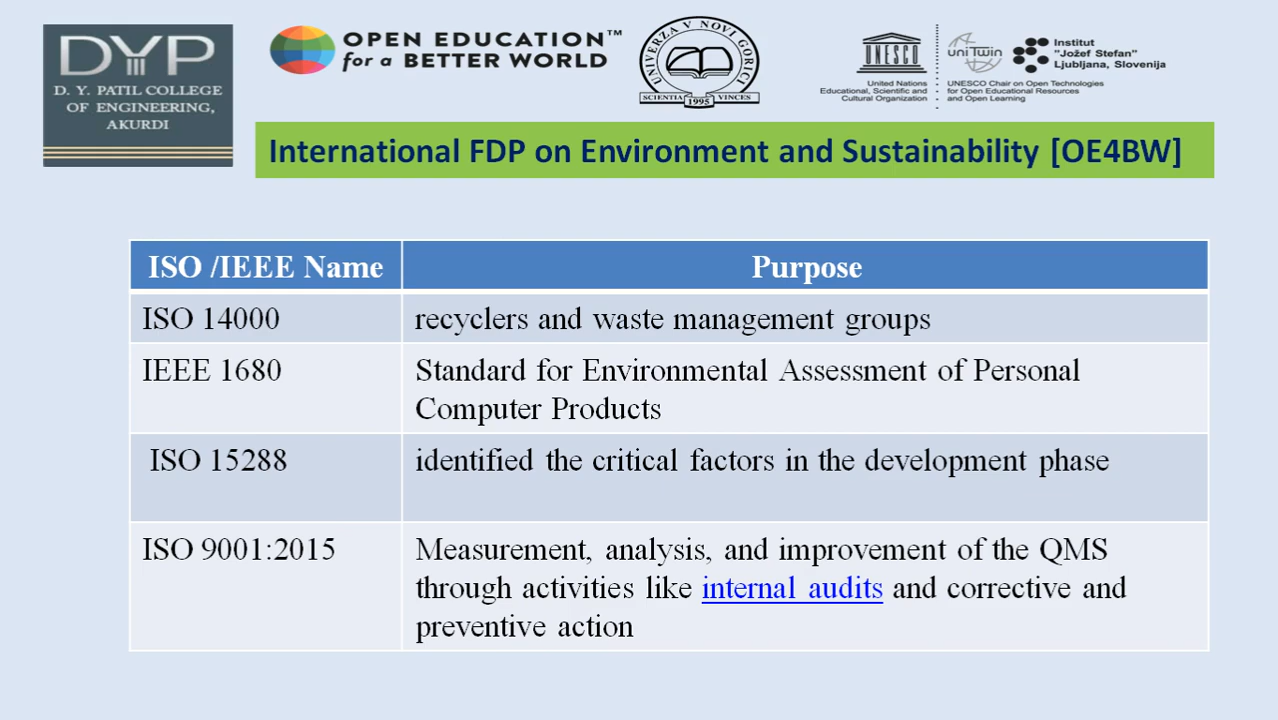 DYP
D. Y. PATIL COLLEGE
OF ENGINEERING,
AKURDI
OPEN EDUCATION™
for a BETTER WORLD
UNIVERZA V NOVI GORICI
SCIENTIA VINCES
1995
UNESCO
United Nations
Educational, Scientific and
Cultural Organization
uniTwin
UNESCO Chair on Open Technologies
for Open Educational Resources
and Open Learning
Institut
"Jožef Stefan"
Ljubljana, Slovenija
International FDP on Environment and Sustainability [OE4BW]
ISO /IEEE Name Purpose
ISO 14000 recyclers and waste management groups
IEEE 1680 Standard for Environmental Assessment of Personal
Computer Products
ISO 15288 identified the critical factors in the development phase
ISO 9001:2015 Measurement, analysis, and improvement of the QMS
through activities like internal audits and corrective and
preventive action